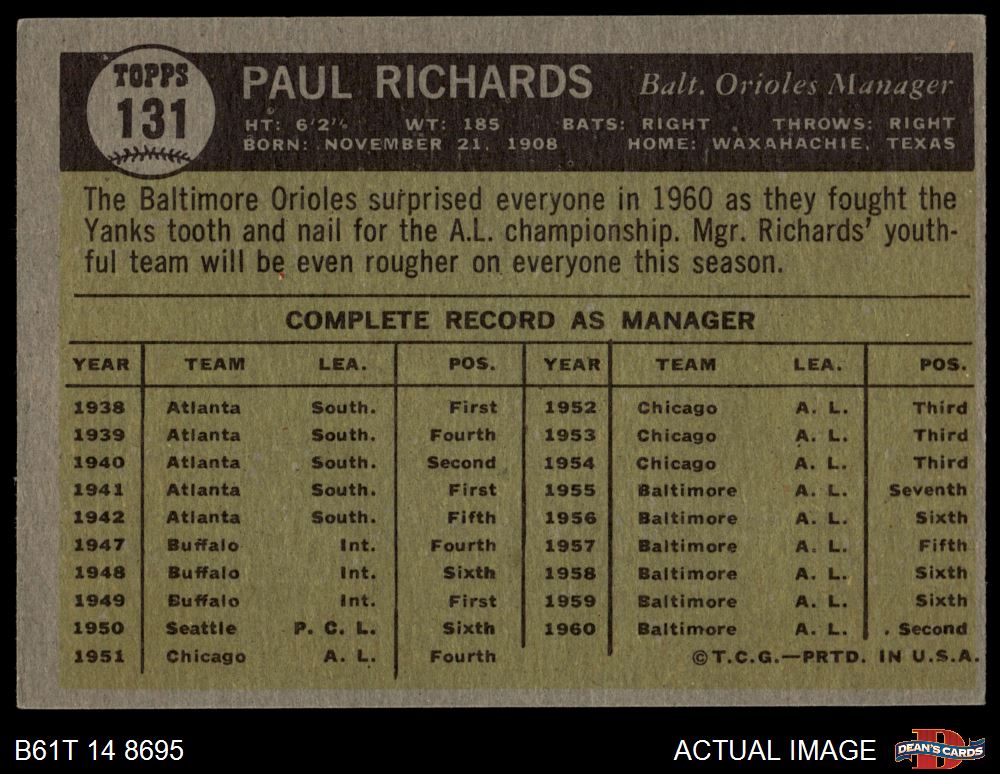 TOPPS
131
PAUL RICHARDS Balt. Orioles Manager
HT: 6'2" WT: 185 BATS: RIGHT THROWS: RIGHT
BORN: NOVEMBER 21, 1908 HOME: WAXAHACHIE, TEXAS
The Baltimore Orioles surprised everyone in 1960 as they fought the
Yanks tooth and nail for the A.L. championship. Mgr. Richards' youth-
ful team will be even rougher on everyone this season.
COMPLETE RECORD AS MANAGER
YEAR TEAM LEA. POS. YEAR TEAM LEA. POS.
1938 Atlanta South. First 1952 Chicago A. L. Third
1939 Atlanta South. Fourth 1953 Chicago A. L. Third
1940 Atlanta South. Second 1954 Chicago A. L. Third
1941 Atlanta South. First 1955 Baltimore A. L. Seventh
1942 Atlanta South. Fifth 1956 Baltimore A. L. Sixth
1947 Buffalo Int. Fourth 1957 Baltimore A. L. Fifth
1948 Buffalo Int. Sixth 1958 Baltimore A. L. Sixth
1949 Buffalo Int. First 1959 Baltimore A. L. Sixth
1950 Seattle P. C. L. Sixth 1960 Baltimore A. L. Second
1951 Chicago A. L. Fourth ©T.C.G.—PRTD. IN U.S.A.
B61T 14 8695 ACTUAL IMAGE D DEAN'S CARDS